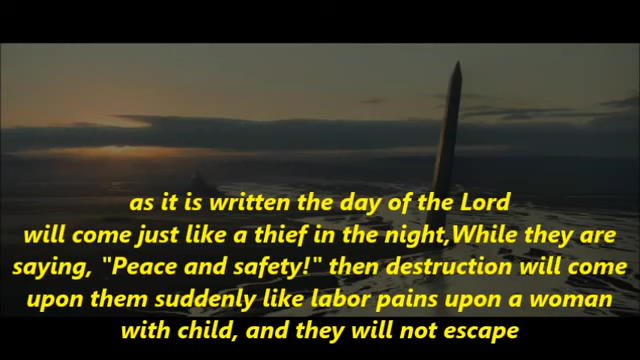 as it is written the day of the Lord
will come just like a thief in the night,While they are
saying, "Peace and safety!" then destruction will come
upon them suddenly like labor pains upon a woman
with child, and they will not escape